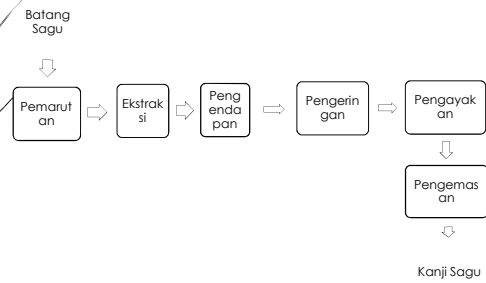 Batang
Sagu
Pemarut
an
Ekstrak
si
Peng
enda
pan
Pengerin
gan
Pengayak
an
Pengemas
an
Kanji Sagu